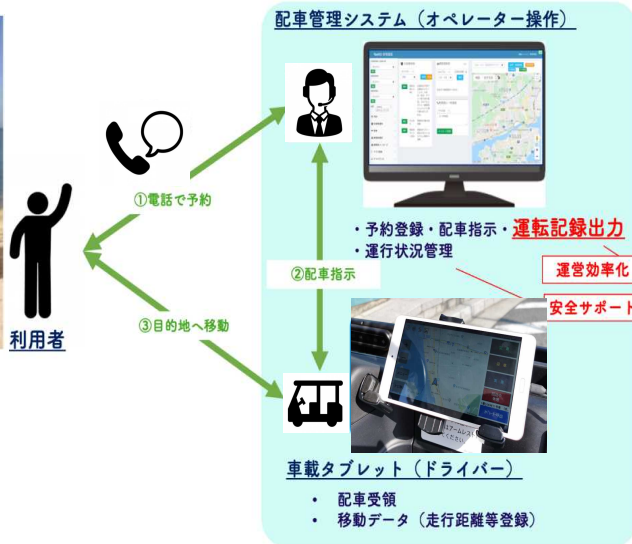 配車管理システム（オペレーター操作）
①電話で予約
・予約登録・配車指示・運転記録出力
・運行状況管理
運営効率化
②配車指示
安全サポート
③目的地へ移動
利用者
車載タブレット（ドライバー）
• 配車受領
• 移動データ（走行距離等登録）